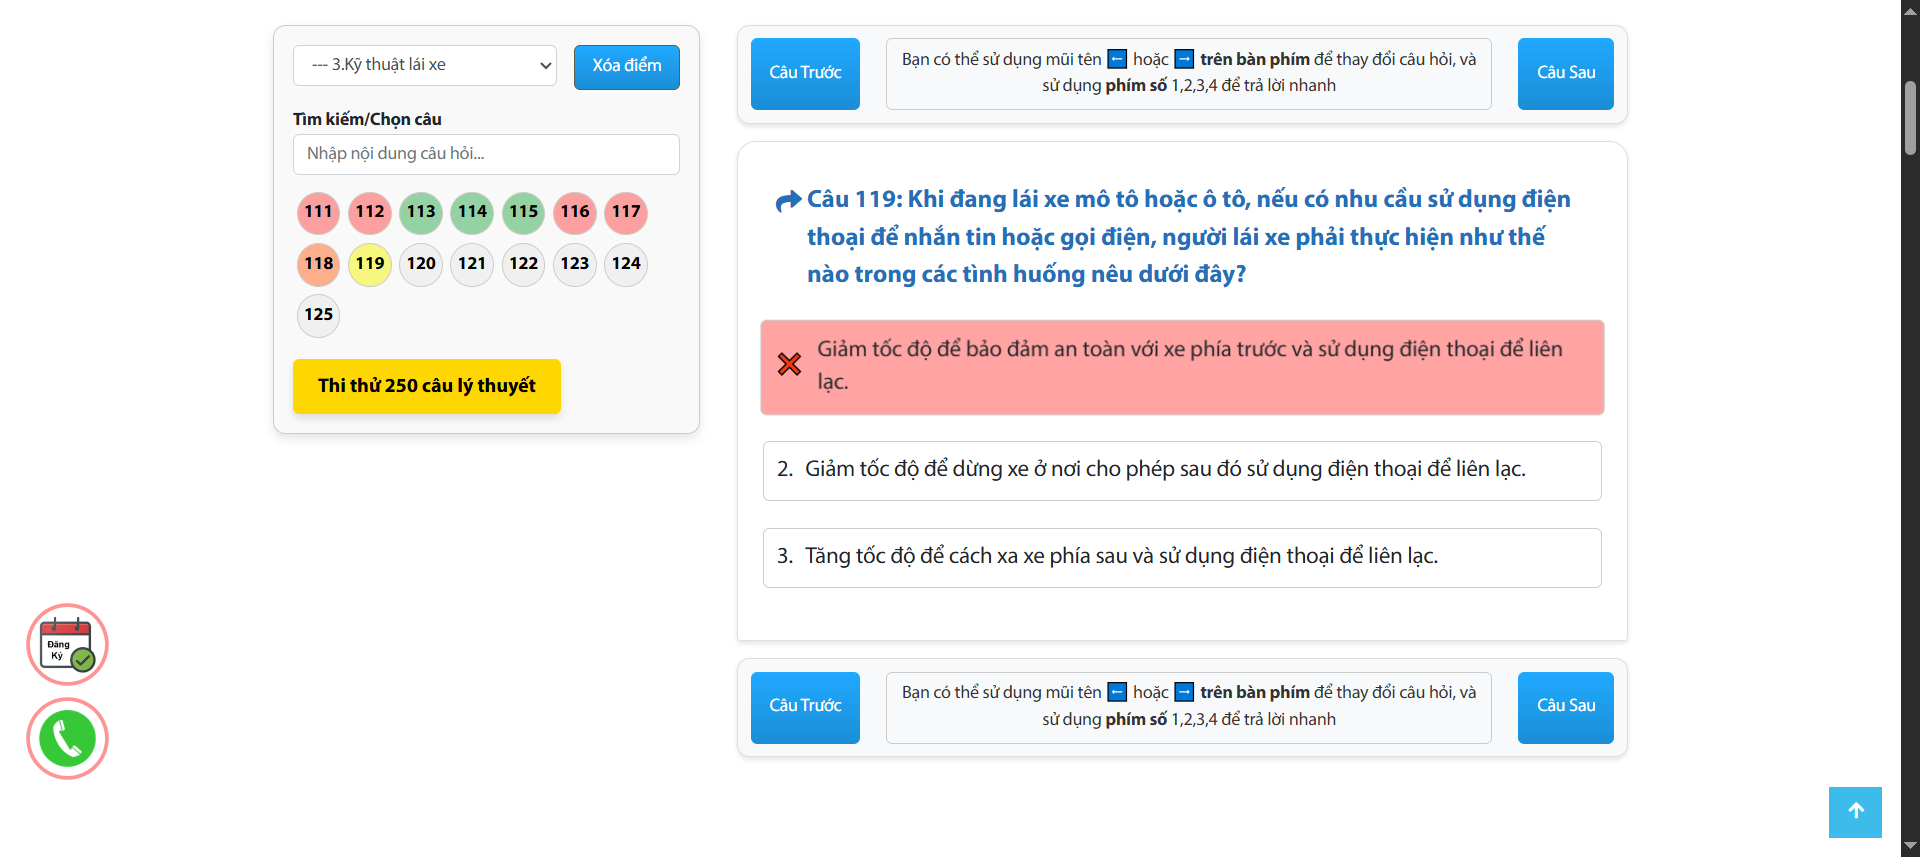 --- 3.Kỹ thuật lái xe
Xóa điểm
Tìm kiếm/Chọn câu
Nhập nội dung câu hỏi...
111 112 113 114 115 116 117
118 119 120 121 122 123 124
125
Thi thử 250 câu lý thuyết
Câu Trước
Bạn có thể sử dụng mũi tên ← hoặc → trên bàn phím để thay đổi câu hỏi, và
sử dụng phím số 1,2,3,4 để trả lời nhanh
Câu Sau
Câu 119: Khi đang lái xe mô tô hoặc ô tô, nếu có nhu cầu sử dụng điện
thoại để nhắn tin hoặc gọi điện, người lái xe phải thực hiện như thế
nào trong các tình huống nêu dưới đây?
Giảm tốc độ để bảo đảm an toàn với xe phía trước và sử dụng điện thoại để liên
lạc.
2. Giảm tốc độ để dừng xe ở nơi cho phép sau đó sử dụng điện thoại để liên lạc.
3. Tăng tốc độ để cách xa xe phía sau và sử dụng điện thoại để liên lạc.
Câu Trước
Bạn có thể sử dụng mũi tên ← hoặc → trên bàn phím để thay đổi câu hỏi, và
sử dụng phím số 1,2,3,4 để trả lời nhanh
Câu Sau
Đăng
Ký